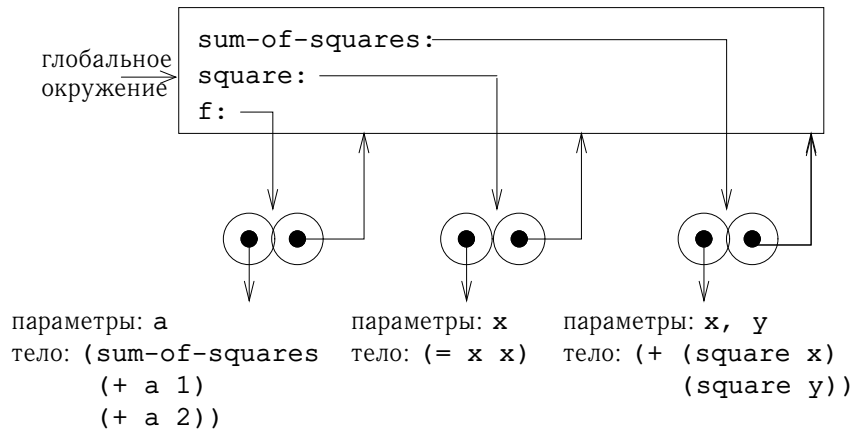 sum-of-squares:
глобальное
окружение
square:
f:
параметры: a
тело: (sum-of-squares
(+ a 1)
(+ a 2))
параметры: x
тело: (= x x)
параметры: x, y
тело: (+ (square x)
(square y))